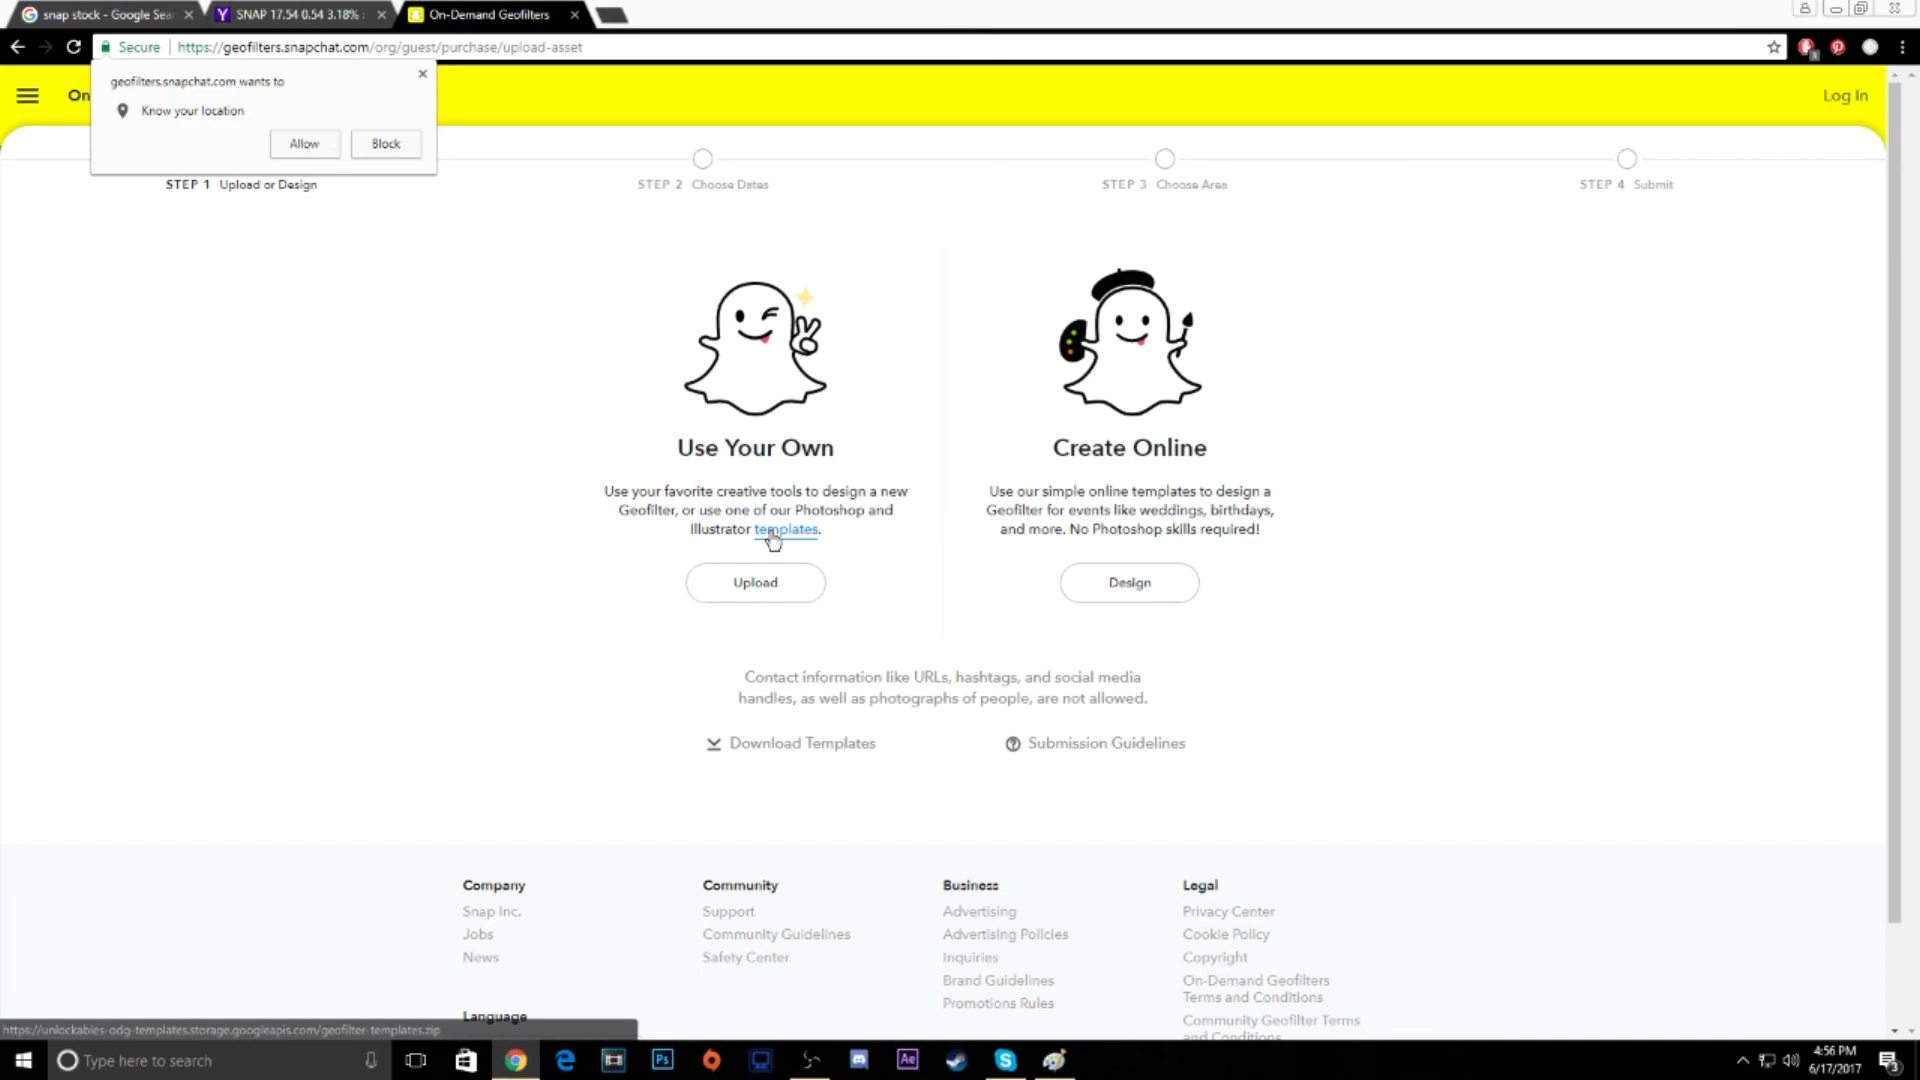 snap stock - Google Sea
SNAP 17.54 0.54 3.18% :
On-Demand Geofilters
Secure
https://geofilters.snapchat.com/org/guest/purchase/upload-asset
geofilters.snapchat.com wants to
Know your location
Allow
Block
On
Log In
STEP 1 Upload or Design
STEP 2 Choose Dates
STEP 3 Choose Area
STEP 4 Submit
Use Your Own
Use your favorite creative tools to design a new
Geofilter, or use one of our Photoshop and
Illustrator templates.
Upload
Create Online
Use our simple online templates to design a
Geofilter for events like weddings, birthdays,
and more. No Photoshop skills required!
Design
Contact information like URLs, hashtags, and social media
handles, as well as photographs of people, are not allowed.
Download Templates
Submission Guidelines
Company
Snap Inc.
Jobs
News
Language
Community
Support
Community Guidelines
Safety Center
Business
Advertising
Advertising Policies
Inquiries
Brand Guidelines
Promotions Rules
Legal
Privacy Center
Cookie Policy
Copyright
On-Demand Geofilters
Terms and Conditions
Community Geofilter Terms
and Conditions
https://unlockables-odg-templates.storage.googleapis.com/geofilter-templates.zip
Type here to search
Ps
Ae
4:56 PM
6/17/2017
3